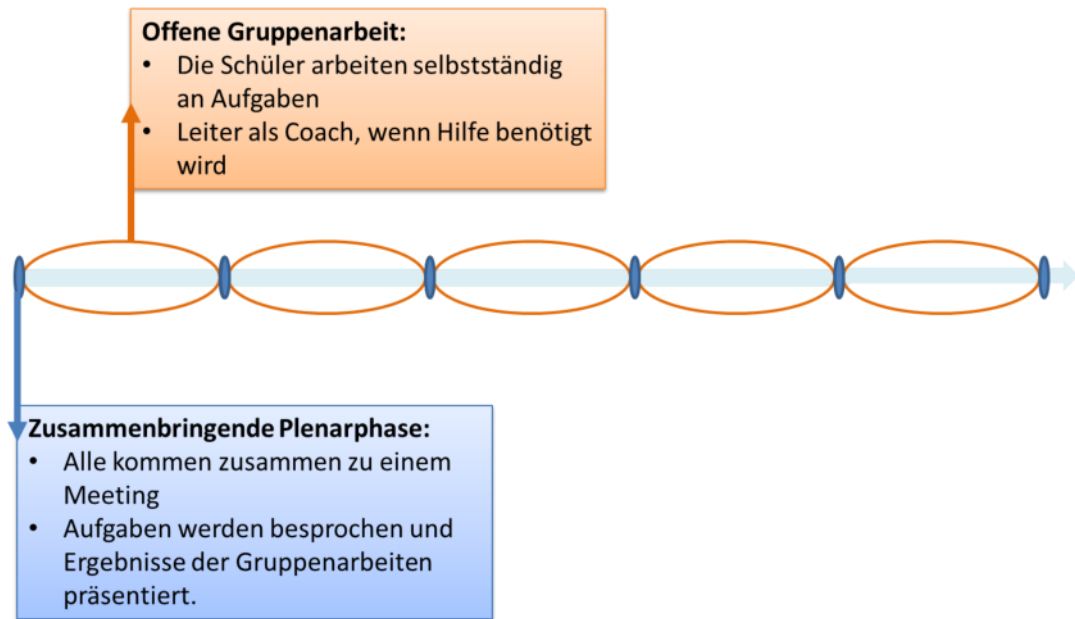 Offene Gruppenarbeit:
• Die Schüler arbeiten selbstständig
an Aufgaben
• Leiter als Coach, wenn Hilfe benötigt
wird
Zusammenbringende Plenarphase:
• Alle kommen zusammen zu einem
Meeting
• Aufgaben werden besprochen und
Ergebnisse der Gruppenarbeiten
präsentiert.